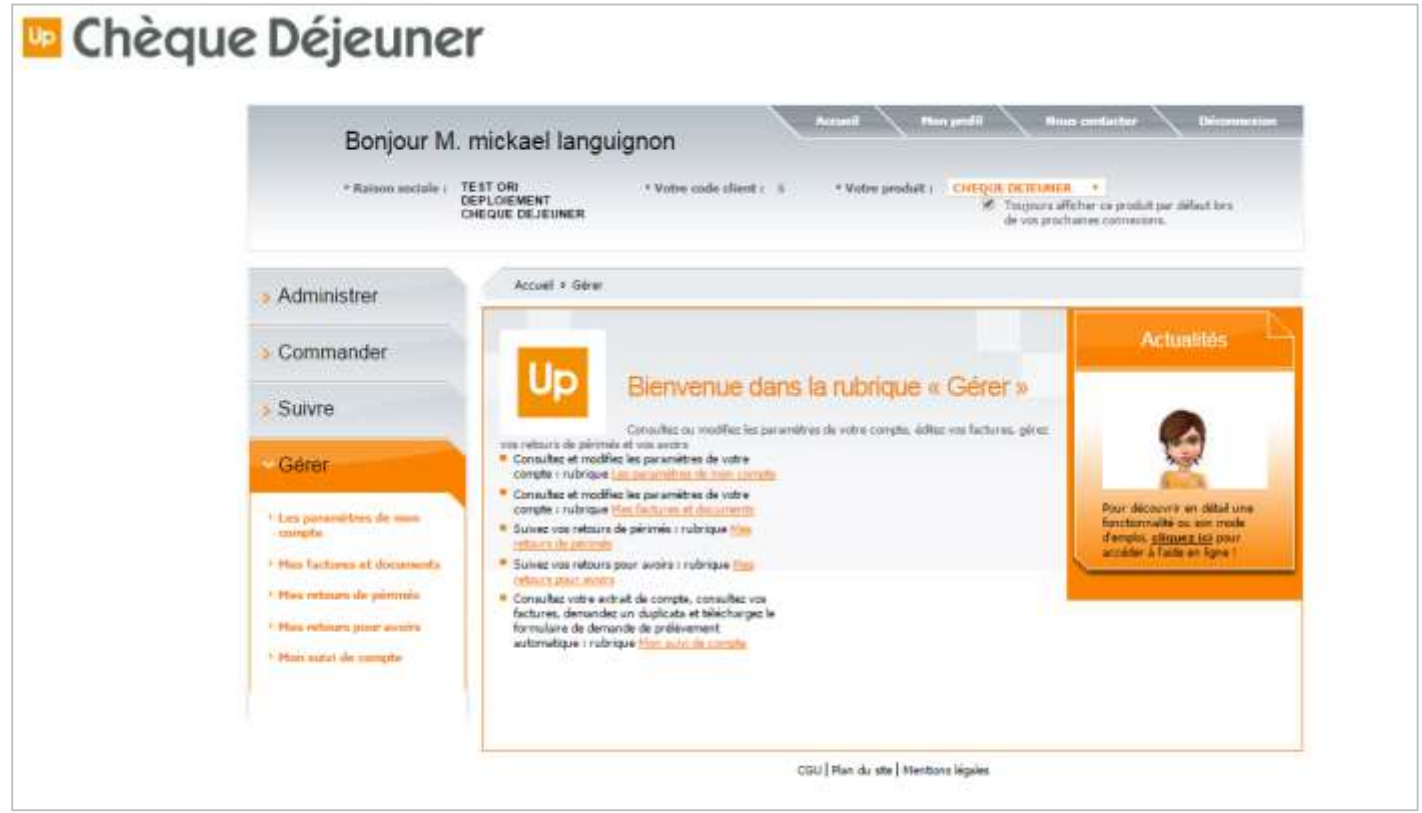 Up Chèque Déjeuner
Accueil Mon profil Nous contacter Déconnexion
Bonjour M. mickael languignon
* Raison sociale : TEST ORI * Votre code client : * Votre produit : CHEQUE DEJEUNER
DEPLOIEMENT
CHEQUE DEJEUNER
Toujours afficher ce produit par défaut lors
de vos prochaines connexions.
Administrer
Commander
Suivre
Gérer
Les paramètres de mon
compte
Mes factures et documents
Mes retours de périmés
Mes retours pour avoirs
Mon suivi de compte
Accueil » Gérer
Up
Bienvenue dans la rubrique « Gérer »
Consultez ou modifiez les paramètres de votre compte, éditez vos factures, gérez
vos retours de périmés et vos avoirs
Consultez et modifiez les paramètres de votre
compte : rubrique Les paramètres de mon compte
Consultez et modifiez les paramètres de votre
compte : rubrique Mes factures et documents
Suivez vos retours de périmés : rubrique Mes
retours de périmés
Suivez vos retours pour avoirs : rubrique Mes
retours pour avoirs
Consultez votre extrait de compte, consultez vos
factures, demandez un duplicata et téléchargez le
formulaire de demande de prélèvement
automatique : rubrique Mon suivi de compte
Actualités
Pour découvrir en détail une
fonctionnalité ou son mode
d'emploi, cliquez ici pour
accéder à l'aide en ligne !
CGU | Plan du site | Mentions légales